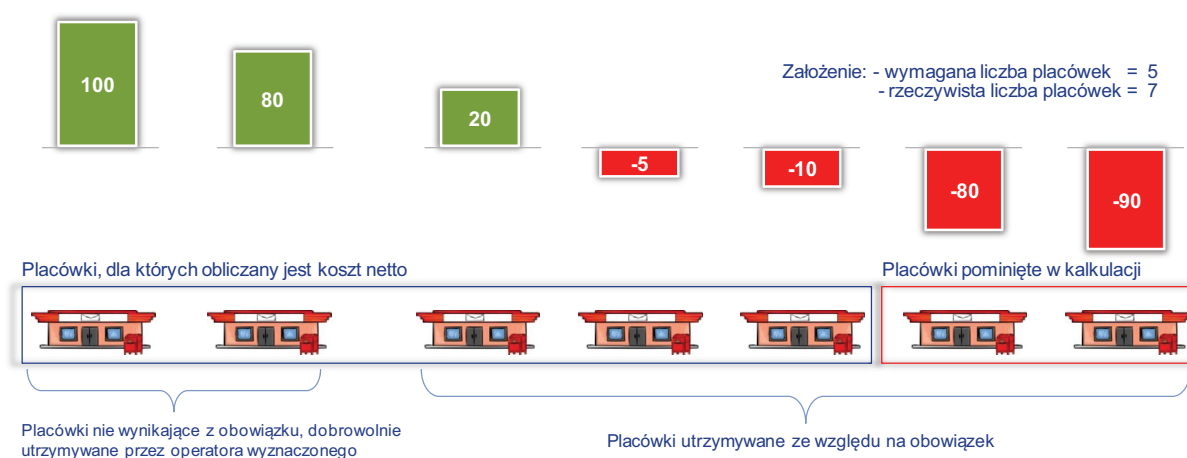 100
80
20
-5
-10
-80
-90
Założenie: - wymagana liczba placówek = 5
- rzeczywista liczba placówek = 7
Placówki, dla których obliczany jest koszt netto
Placówki pominięte w kalkulacji
Placówki nie wynikające z obowiązku, dobrowolnie
utrzymywane przez operatora wyznaczonego
Placówki utrzymywane ze względu na obowiązek